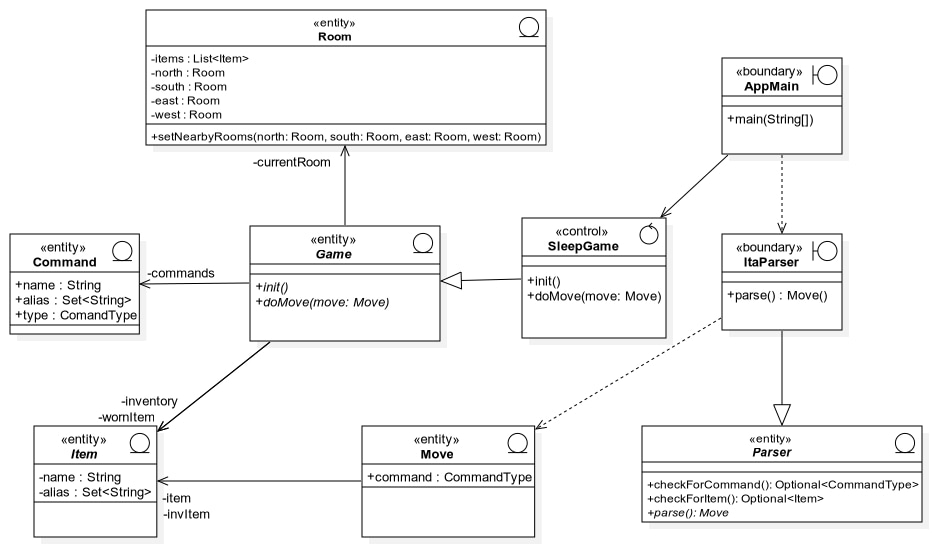 «entity»
Room
-items : List<Item>
-north : Room
-south : Room
-east : Room
-west : Room
+setNearbyRooms(north: Room, south: Room, east: Room, west: Room)
-currentRoom
«boundary»
AppMain
+main(String[])
«entity»
Command
+name : String
+alias : Set<String>
+type : ComandType
-commands
«entity»
Game
+init()
+doMove(move: Move)
«control»
SleepGame
+init()
+doMove(move: Move)
«boundary»
ItaParser
+parse() : Move()
-inventory
-wornItem
«entity»
Item
-name : String
-alias : Set<String>
-item
-invItem
«entity»
Move
+command : CommandType
«entity»
Parser
+checkForCommand(): Optional<CommandType>
+checkForItem(): Optional<Item>
+parse(): Move